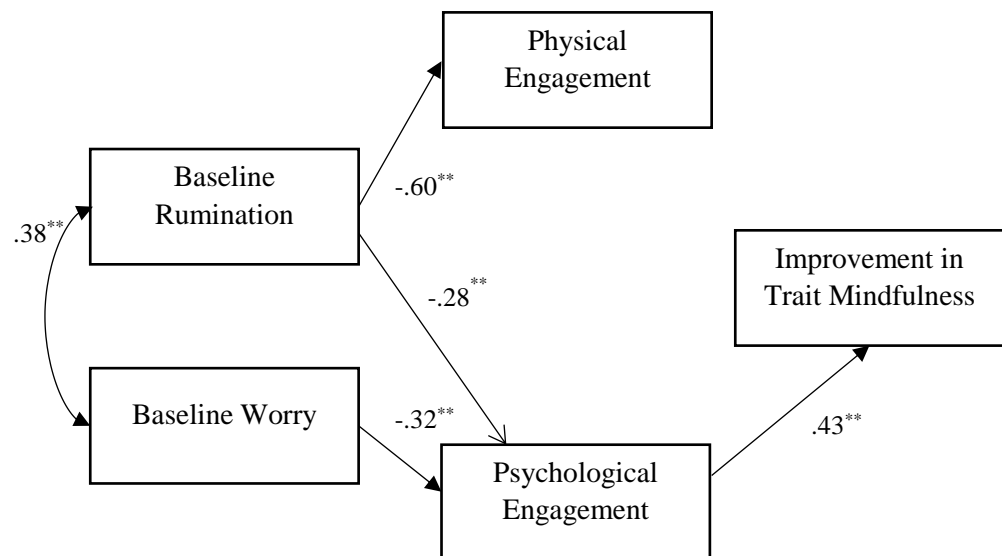 Physical
Engagement
-.60**
Baseline
Rumination
.38**
Improvement in
Trait Mindfulness
-.28**
Baseline Worry
-.32**
.43**
Psychological
Engagement